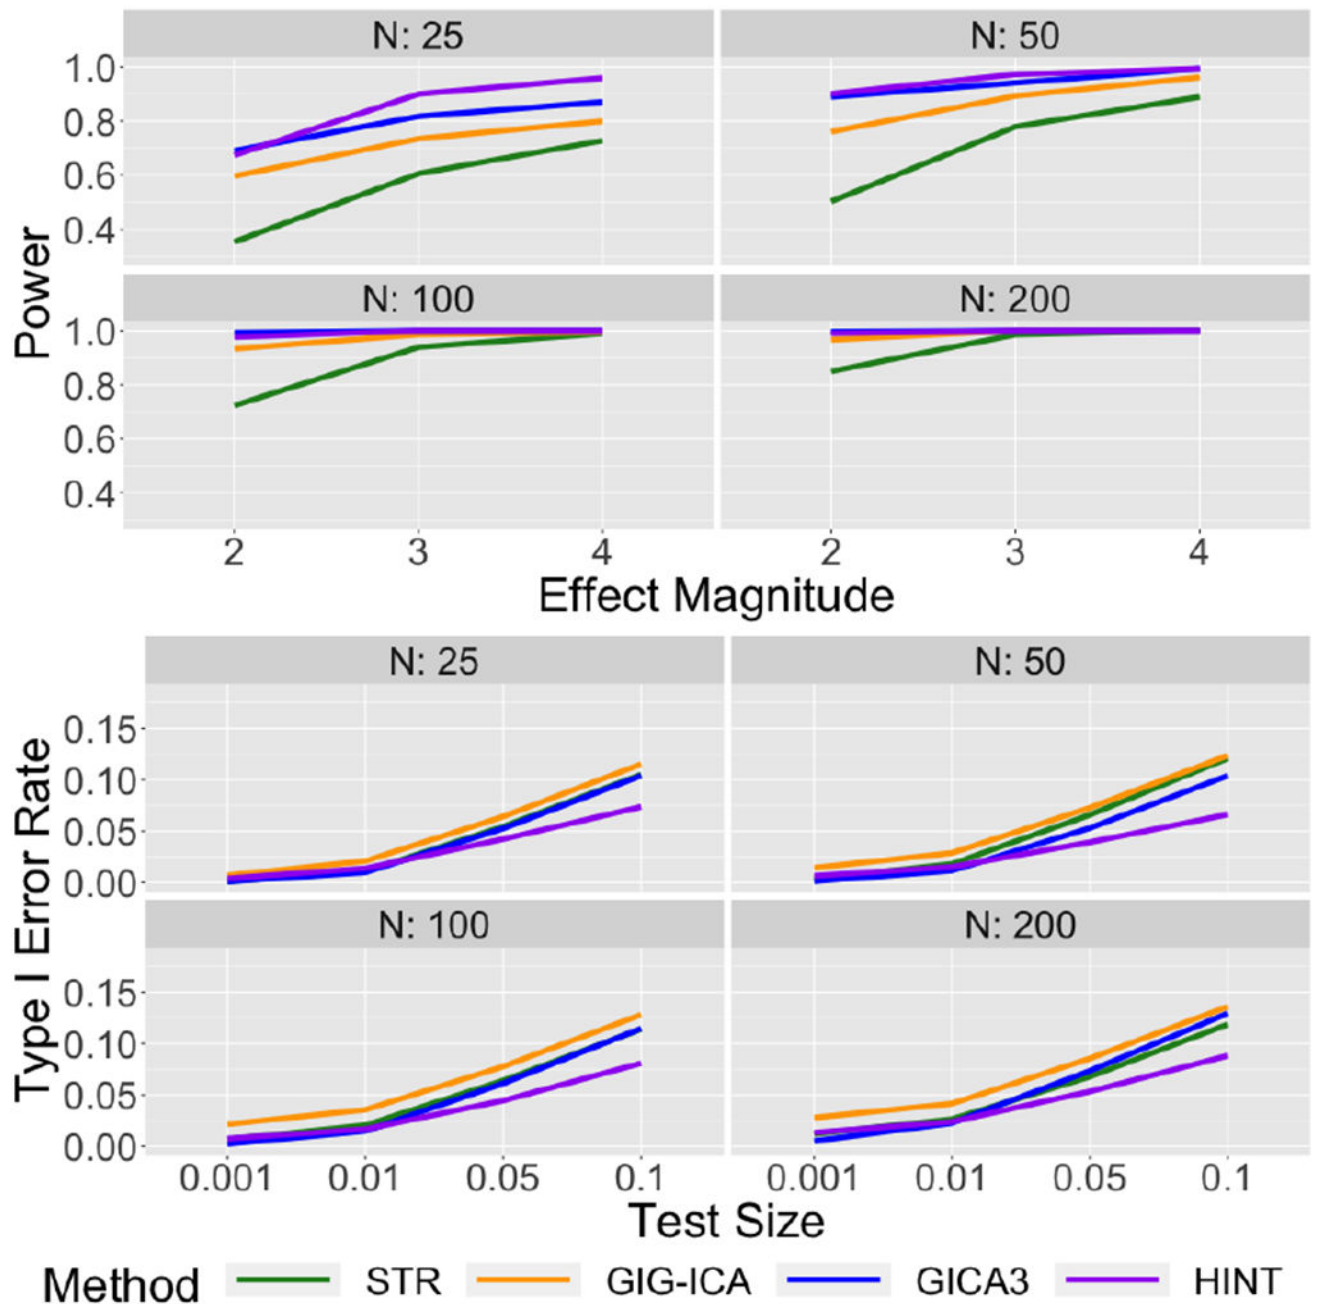 N: 25
N: 50
1.0
0.8
0.6
0.4
N: 100
N: 200
1.0
0.8
0.6
0.4
Power
2
3
4
2
3
4
Effect Magnitude
N: 25
N: 50
0.15
0.10
0.05
0.00
N: 100
N: 200
0.15
0.10
0.05
0.00
Type I Error Rate
0.001
0.01
0.05
0.1
0.001
0.01
0.05
0.1
Test Size
Method STR GIG-ICA GICA3 HINT